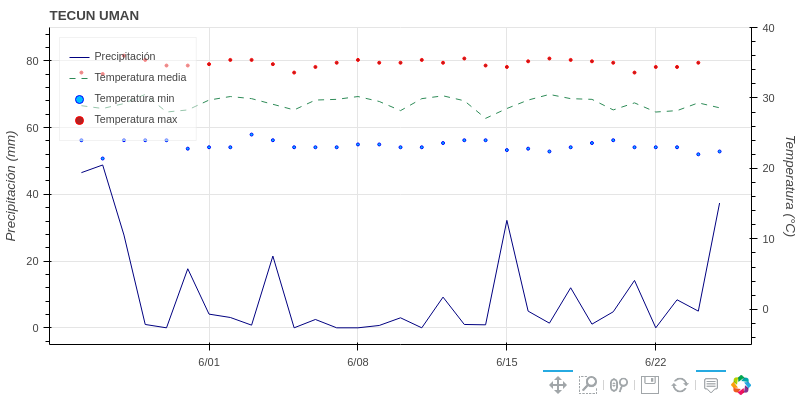 TECUN UMAN
Precipitación
Temperatura media
Temperatura min
Temperatura max
Precipitación (mm)
80
60
40
20
0
Temperatura (°C)
40
30
20
10
0
6/01
6/08
6/15
6/22